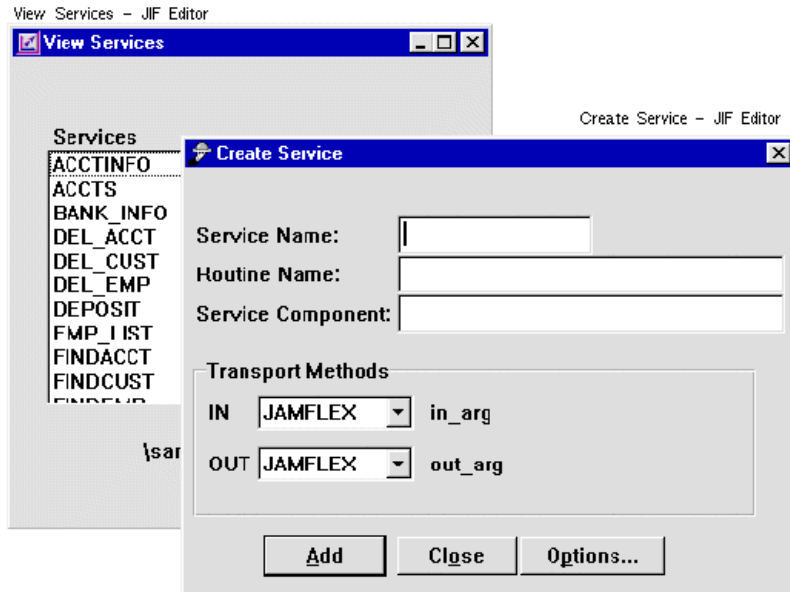 View Services - JIF Editor
View Services
Services
ACCTINFO
ACCTS
BANK_INFO
DEL_ACCT
DEL_CUST
DEL_EMP
DEPOSIT
EMP_LIST
FINDACCT
FINDCUST
FINDEMP
\sar
Create Service - JIF Editor
Create Service
Service Name:
Routine Name:
Service Component:
Transport Methods
IN JAMFLEX in_arg
OUT JAMFLEX out_arg
Add Close Options...